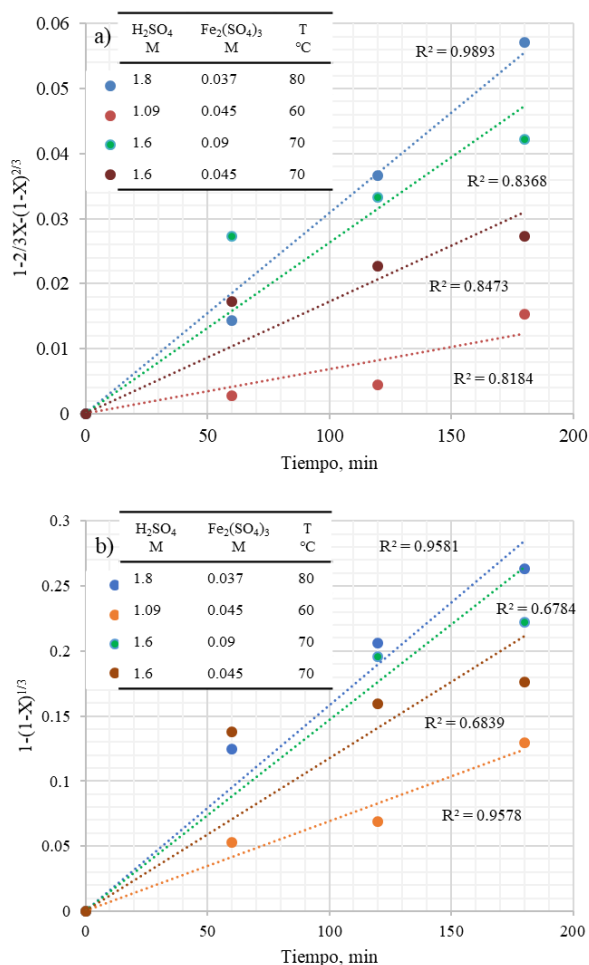 a)
H₂SO₄ Fe₂(SO₄)₃ T
M M °C
1.8 0.037 80
1.09 0.045 60
1.6 0.09 70
1.6 0.045 70
R² = 0.9893
R² = 0.8368
R² = 0.8473
R² = 0.8184
1-2/3X-(1-X)^2/3
0.06
0.05
0.04
0.03
0.02
0.01
0
0 50 100 150 200
Tiempo, min
b)
H₂SO₄ Fe₂(SO₄)₃ T
M M °C
1.8 0.037 80
1.09 0.045 60
1.6 0.09 70
1.6 0.045 70
R² = 0.9581
R² = 0.6784
R² = 0.6839
R² = 0.9578
1-(1-X)^1/3
0.3
0.25
0.2
0.15
0.1
0.05
0
0 50 100 150 200
Tiempo, min